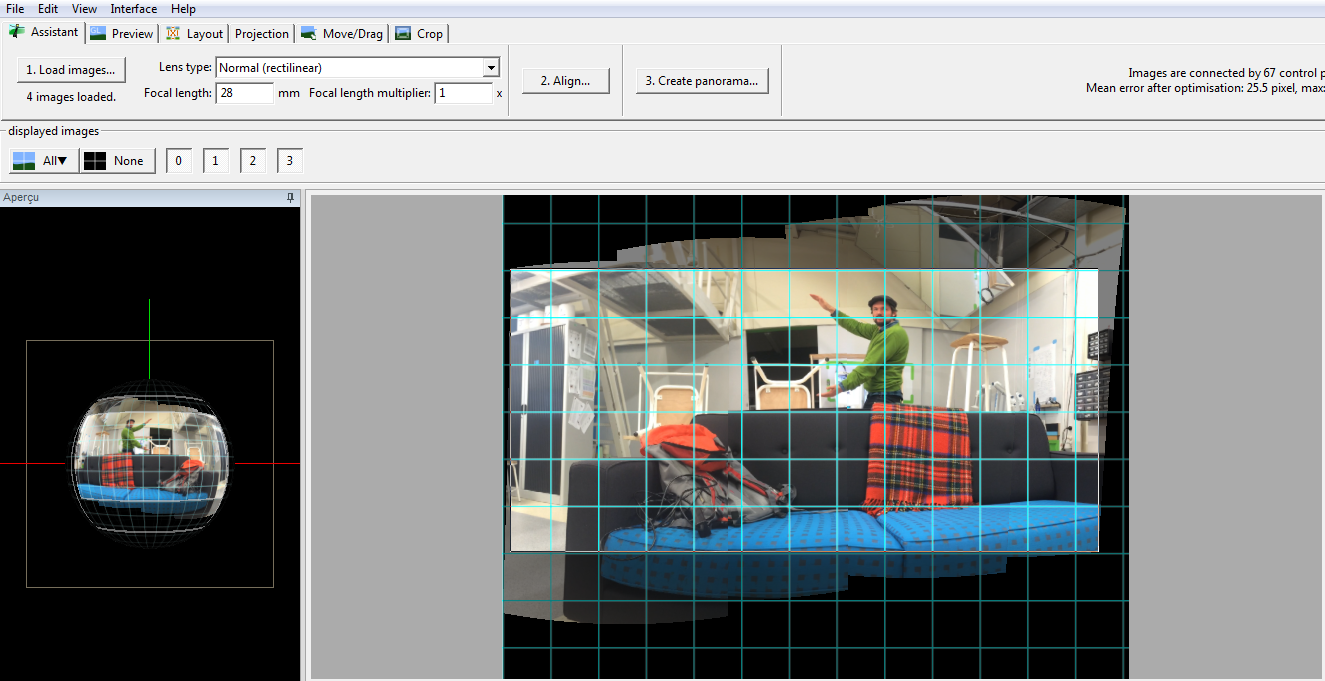 File Edit View Interface Help
Assistant Preview Layout Projection Move/Drag Crop
1. Load images... Lens type: Normal (rectilinear)
4 images loaded. Focal length: 28 mm Focal length multiplier: 1 x
2. Align...
3. Create panorama...
Images are connected by 67 control p
Mean error after optimisation: 25.5 pixel, max:
displayed images
All▼ None 0 1 2 3
Aperçu